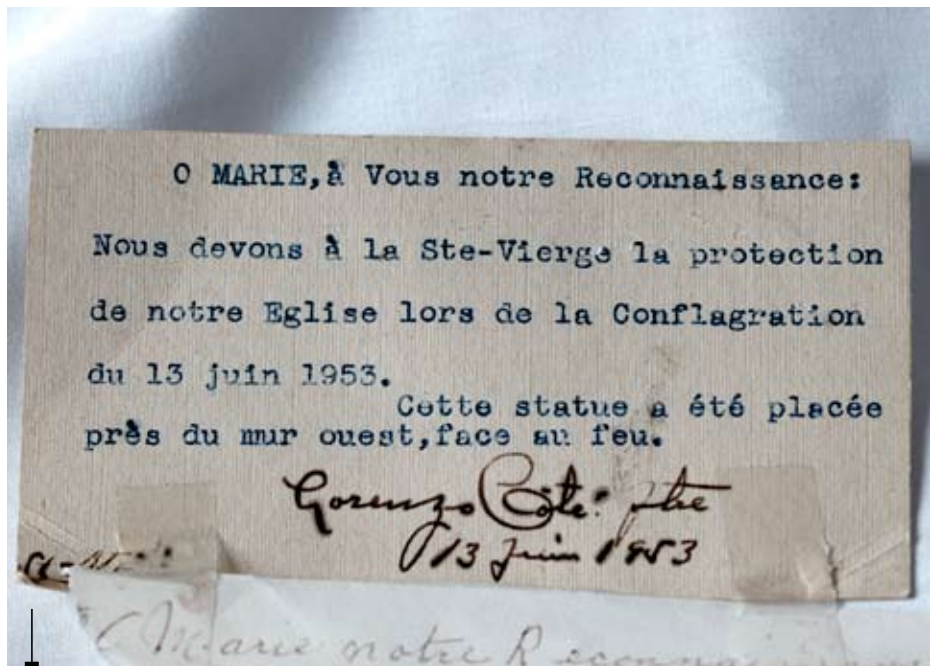 O MARIE,à Vous notre Reconnaissance:
Nous devons à la Ste-Vierge la protection
de notre Eglise lors de la Conflagration
du 13 juin 1953.
Cette statue a été placée
près du mur ouest,face au feu.
Lorenzo Côté. ptre
13 Juin 1953
Marie notre